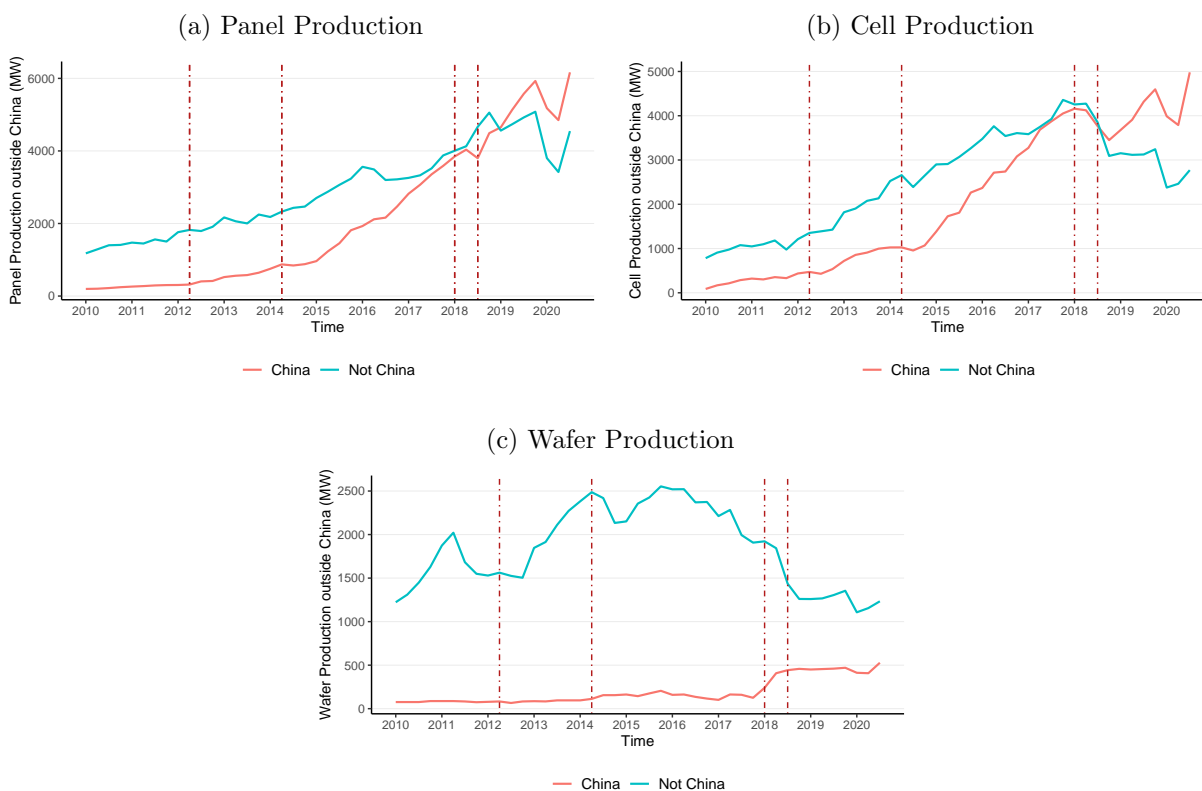 (a) Panel Production
Panel Production outside China (MW)
6000
4000
2000
0
2010 2011 2012 2013 2014 2015 2016 2017 2018 2019 2020
Time
China Not China
(b) Cell Production
Cell Production outside China (MW)
5000
4000
3000
2000
1000
0
2010 2011 2012 2013 2014 2015 2016 2017 2018 2019 2020
Time
China Not China
(c) Wafer Production
Wafer Production outside China (MW)
2500
2000
1500
1000
500
0
2010 2011 2012 2013 2014 2015 2016 2017 2018 2019 2020
Time
China Not China